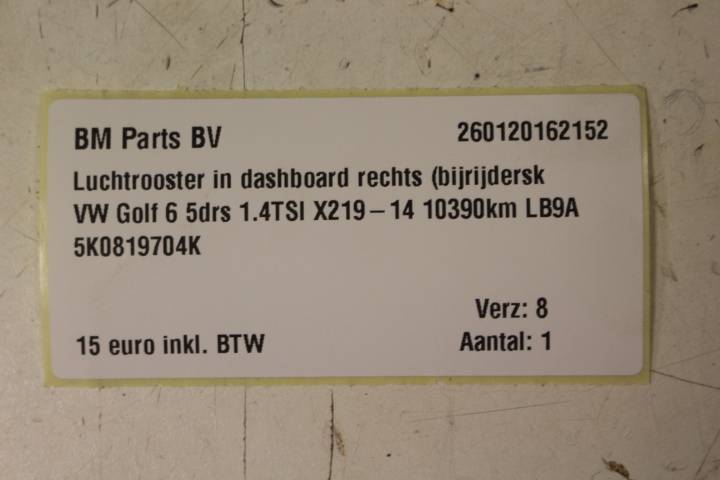 BM Parts BV 260120162152
Luchtrooster in dashboard rechts (bijrijdersk
VW Golf 6 5drs 1.4TSI X219-14 10390km LB9A
5K0819704K
Verz: 8
15 euro inkl. BTW Aantal: 1